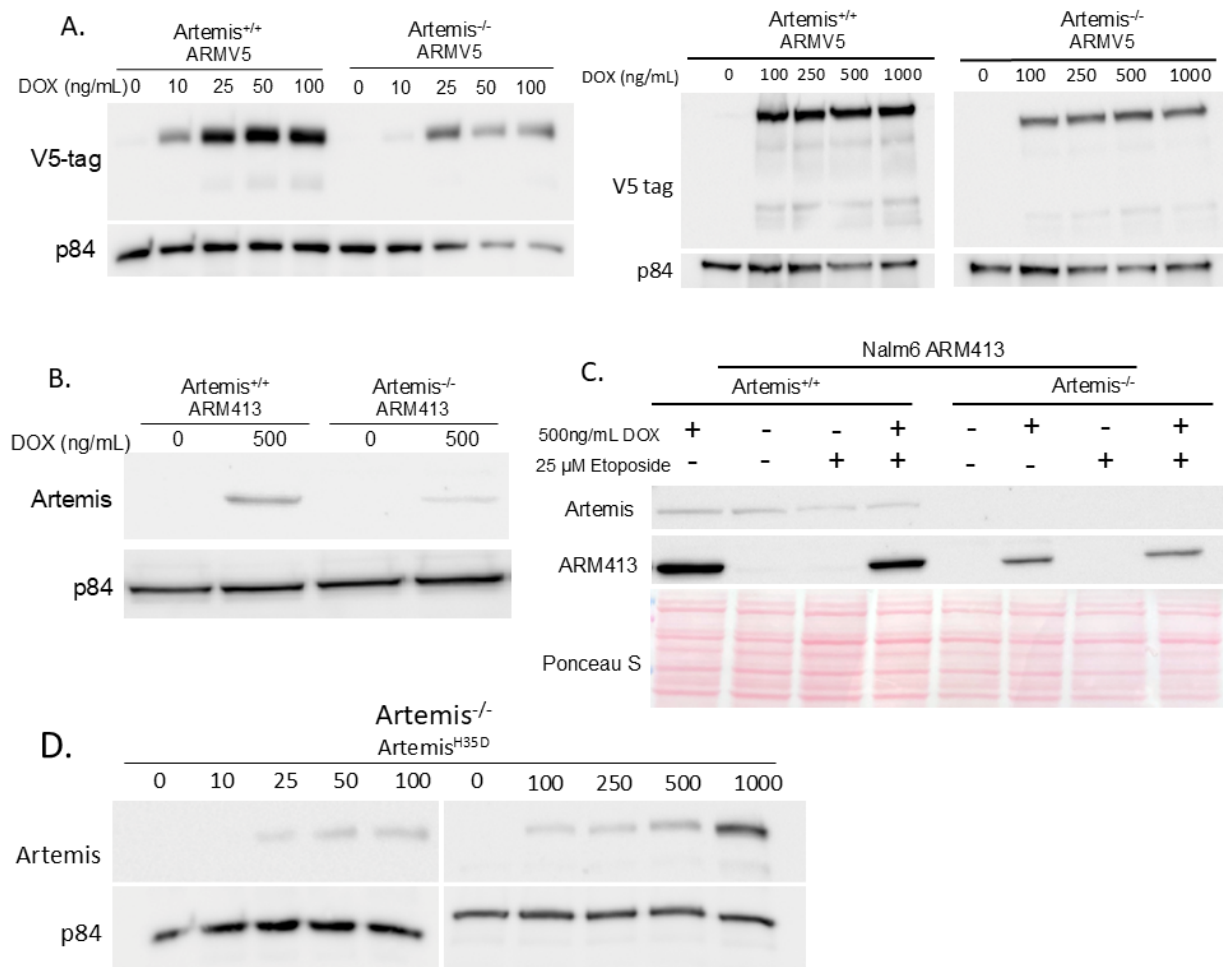 A.
Artemis+/+
ARMV5
Artemis-/-
ARMV5
DOX (ng/mL) 0 10 25 50 100 0 10 25 50 100
V5-tag
p84
Artemis+/+
ARMV5
Artemis-/-
ARMV5
DOX (ng/mL) 0 100 250 500 1000 0 100 250 500 1000
V5 tag
p84
B.
Artemis+/+
ARM413
Artemis-/-
ARM413
DOX (ng/mL) 0 500 0 500
Artemis
p84
C.
Nalm6 ARM413
Artemis+/+ Artemis-/-
500ng/mL DOX + - - + - + - +
25 µM Etoposide - - + + - - + +
Artemis
ARM413
Ponceau S
D.
Artemis-/-
ArtemisH35D
0 10 25 50 100 0 100 250 500 1000
Artemis
p84